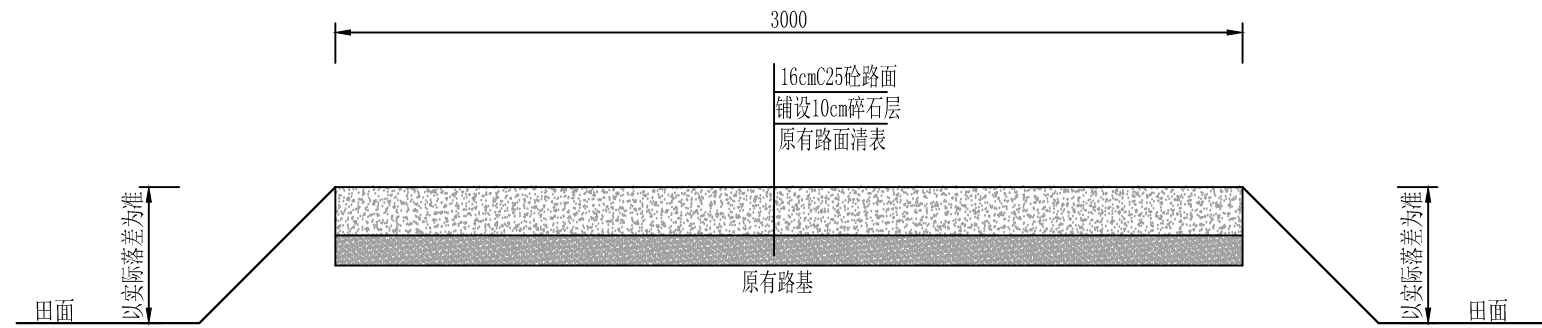 3000
16cmC25砼路面
铺设10cm碎石层
原有路面清表
以实际落差为准
以实际落差为准
原有路基
田面
田面